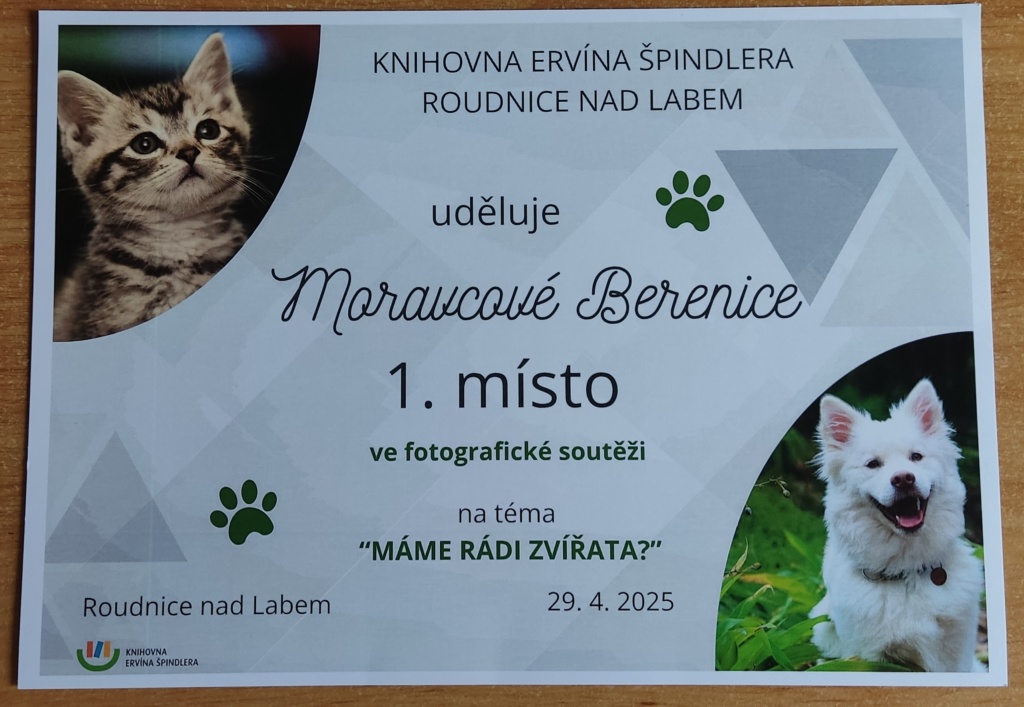 KNIHOVNA ERVÍNA ŠPINDLERA
ROUDNICE NAD LABEM
uděluje
Moravcové Berenice
1. místo
ve fotografické soutěži
na téma
“MÁME RÁDI ZVÍŘATA?”
Roudnice nad Labem
29. 4. 2025
KNIHOVNA
ERVÍNA ŠPINDLERA